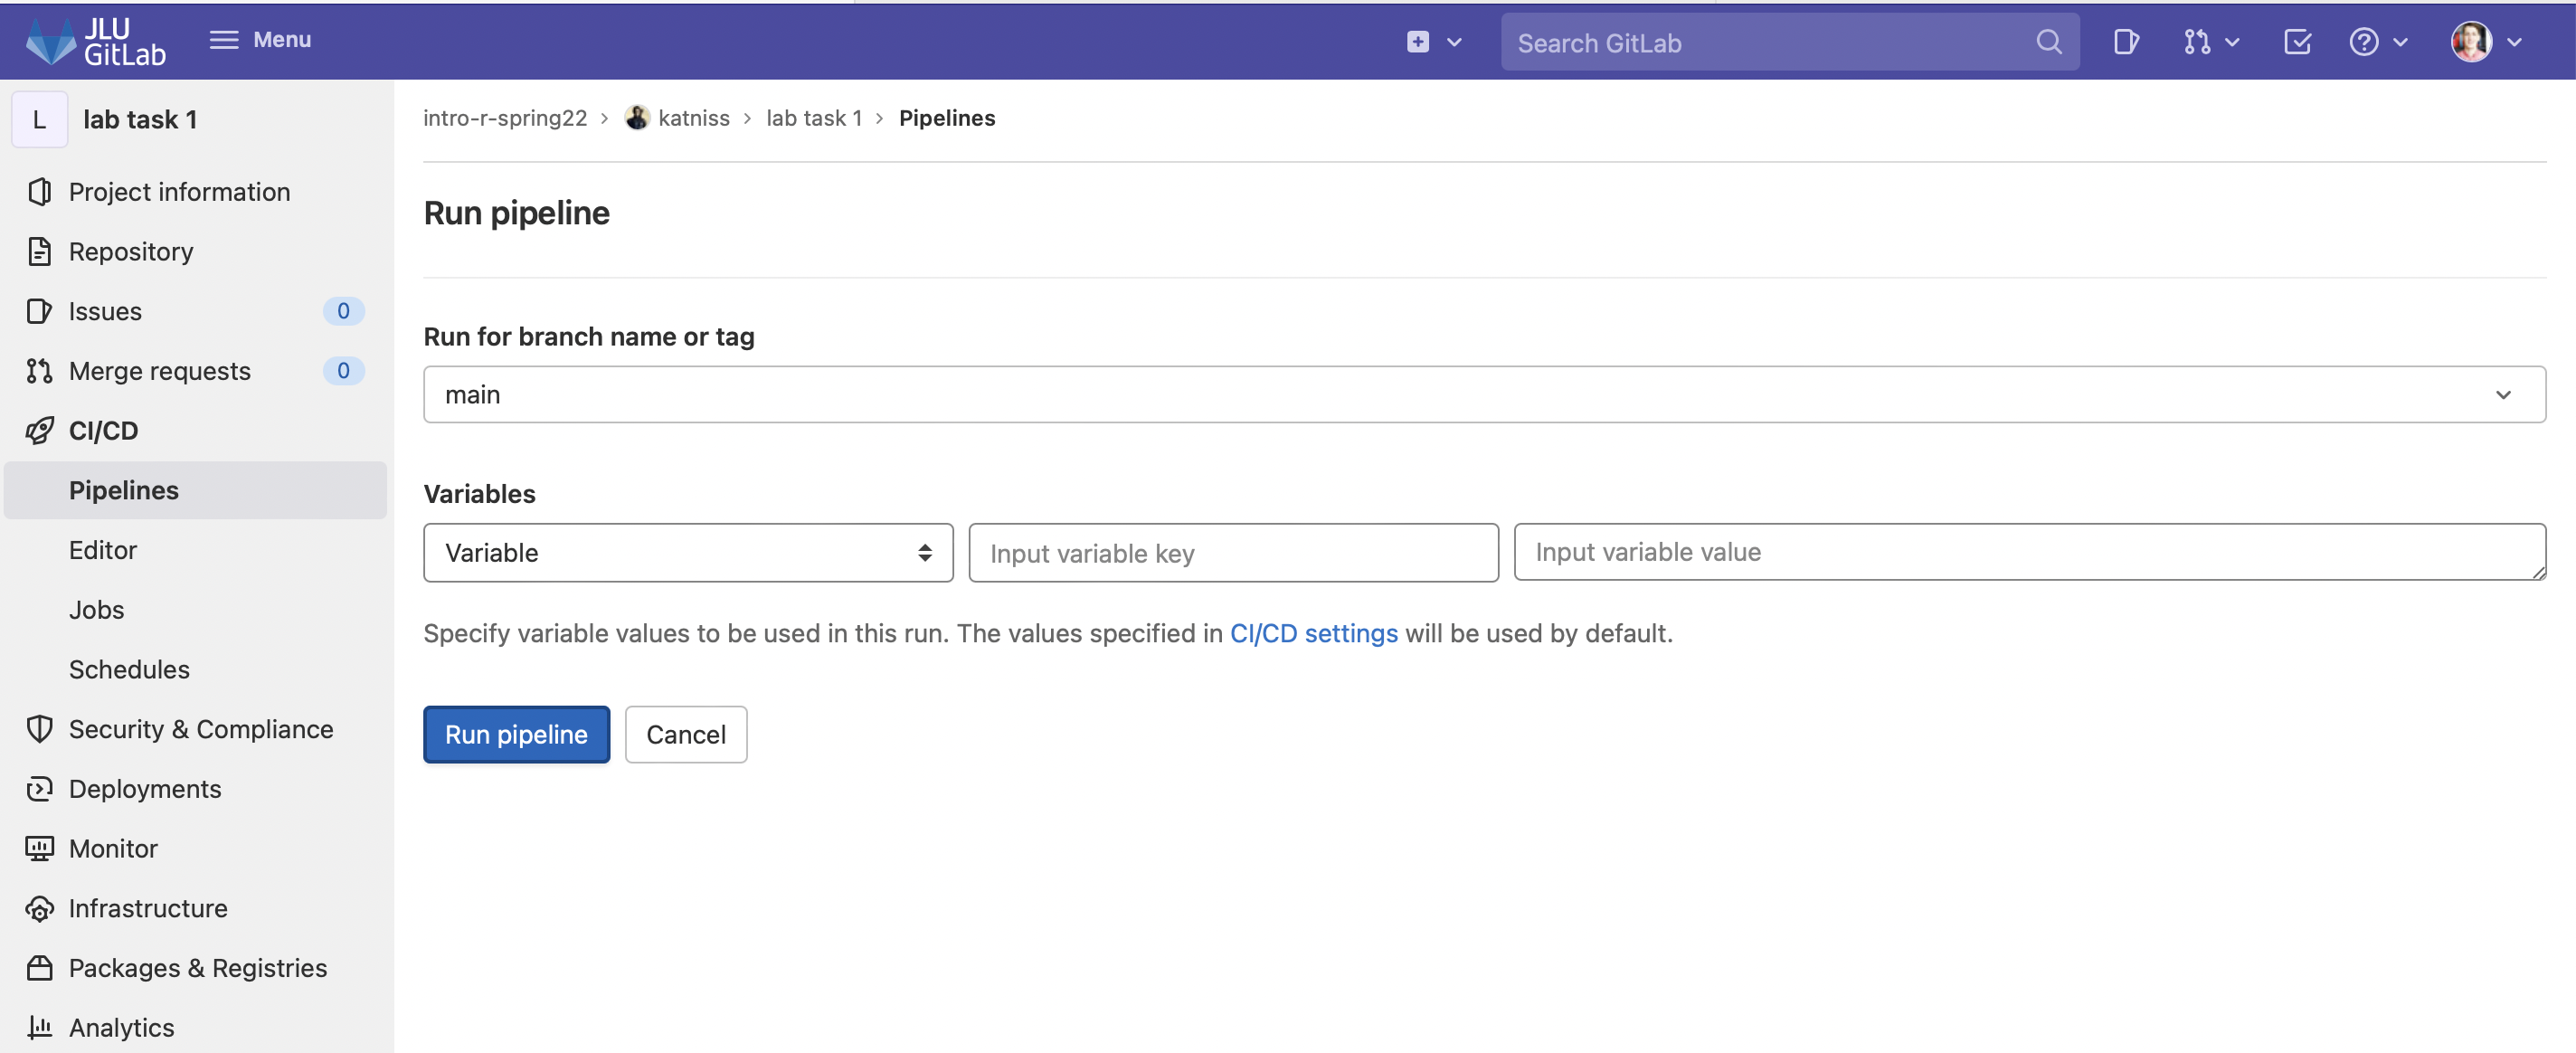 JLU
GitLab
Menu
Search GitLab
L
lab task 1
Project information
Repository
Issues
0
Merge requests
0
CI/CD
Pipelines
Editor
Jobs
Schedules
Security & Compliance
Deployments
Monitor
Infrastructure
Packages & Registries
Analytics
intro-r-spring22 › katniss › lab task 1 › Pipelines
Run pipeline
Run for branch name or tag
main
Variables
Variable
Input variable key
Input variable value
Specify variable values to be used in this run. The values specified in CI/CD settings will be used by default.
Run pipeline
Cancel